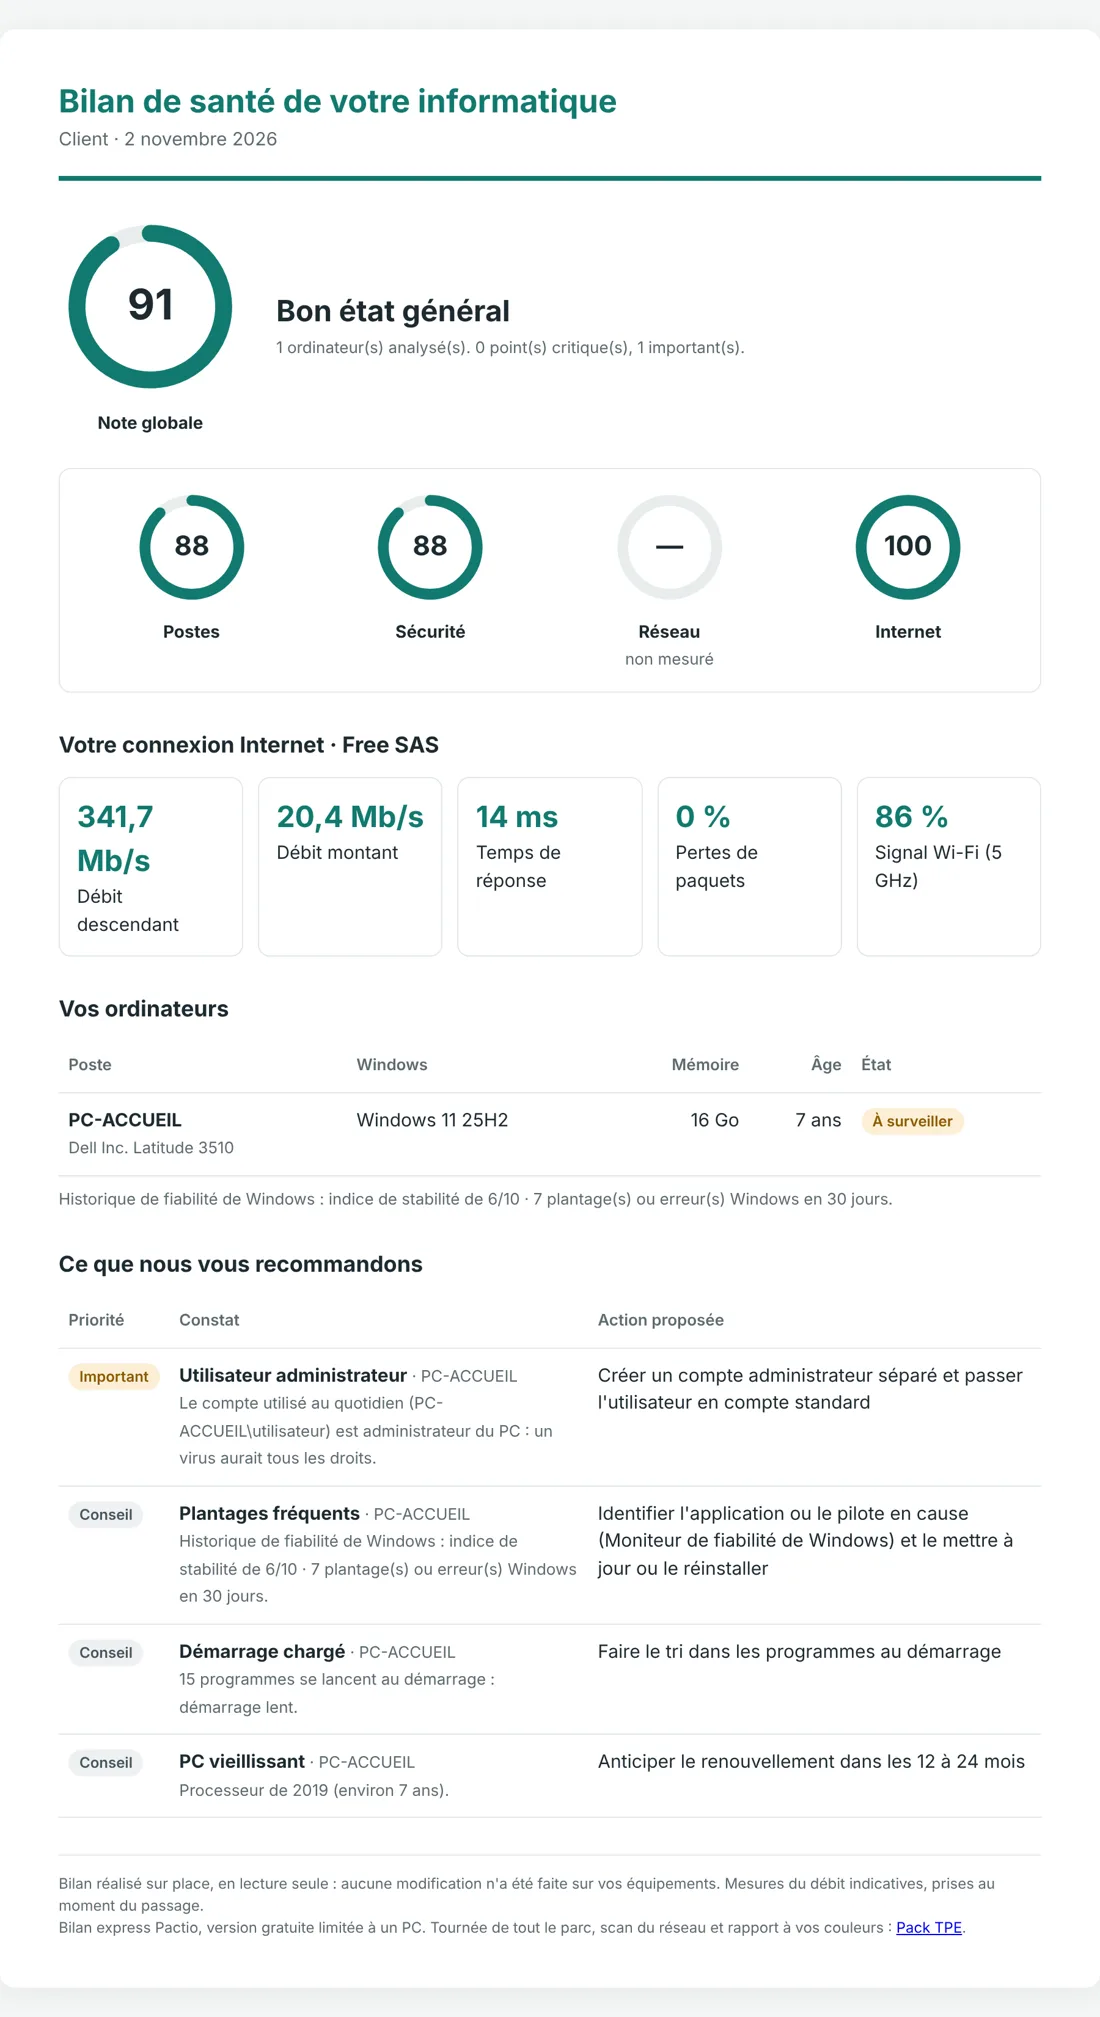 Bilan de santé de votre informatique
Client · 2 novembre 2026
91
Note globale
Bon état général
1 ordinateur(s) analysé(s). 0 point(s) critique(s), 1 important(s).
88
Postes
88
Sécurité
—
Réseau
non mesuré
100
Internet
Votre connexion Internet · Free SAS
341,7
Mb/s
Débit
descendant
20,4 Mb/s
Débit montant
14 ms
Temps de
réponse
0 %
Pertes de
paquets
86 %
Signal Wi-Fi (5
GHz)
Vos ordinateurs
Poste Windows Mémoire Âge État
PC-ACCUEIL Windows 11 25H2 16 Go 7 ans À surveiller
Dell Inc. Latitude 3510
Historique de fiabilité de Windows : indice de stabilité de 6/10 · 7 plantage(s) ou erreur(s) Windows en 30 jours.
Ce que nous vous recommandons
Priorité Constat Action proposée
Important
Utilisateur administrateur · PC-ACCUEIL
Le compte utilisé au quotidien (PC-
ACCUEIL\utilisateur) est administrateur du PC : un
virus aurait tous les droits.
Créer un compte administrateur séparé et passer
l'utilisateur en compte standard
Conseil
Plantages fréquents · PC-ACCUEIL
Historique de fiabilité de Windows : indice de
stabilité de 6/10 · 7 plantage(s) ou erreur(s) Windows
en 30 jours.
Identifier l'application ou le pilote en cause
(Moniteur de fiabilité de Windows) et le mettre à
jour ou le réinstaller
Conseil
Démarrage chargé · PC-ACCUEIL
15 programmes se lancent au démarrage :
démarrage lent.
Faire le tri dans les programmes au démarrage
Conseil
PC vieillissant · PC-ACCUEIL
Processeur de 2019 (environ 7 ans).
Anticiper le renouvellement dans les 12 à 24 mois
Bilan réalisé sur place, en lecture seule : aucune modification n'a été faite sur vos équipements. Mesures du débit indicatives, prises au
moment du passage.
Bilan express Pactio, version gratuite limitée à un PC. Tournée de tout le parc, scan du réseau et rapport à vos couleurs : Pack TPE.